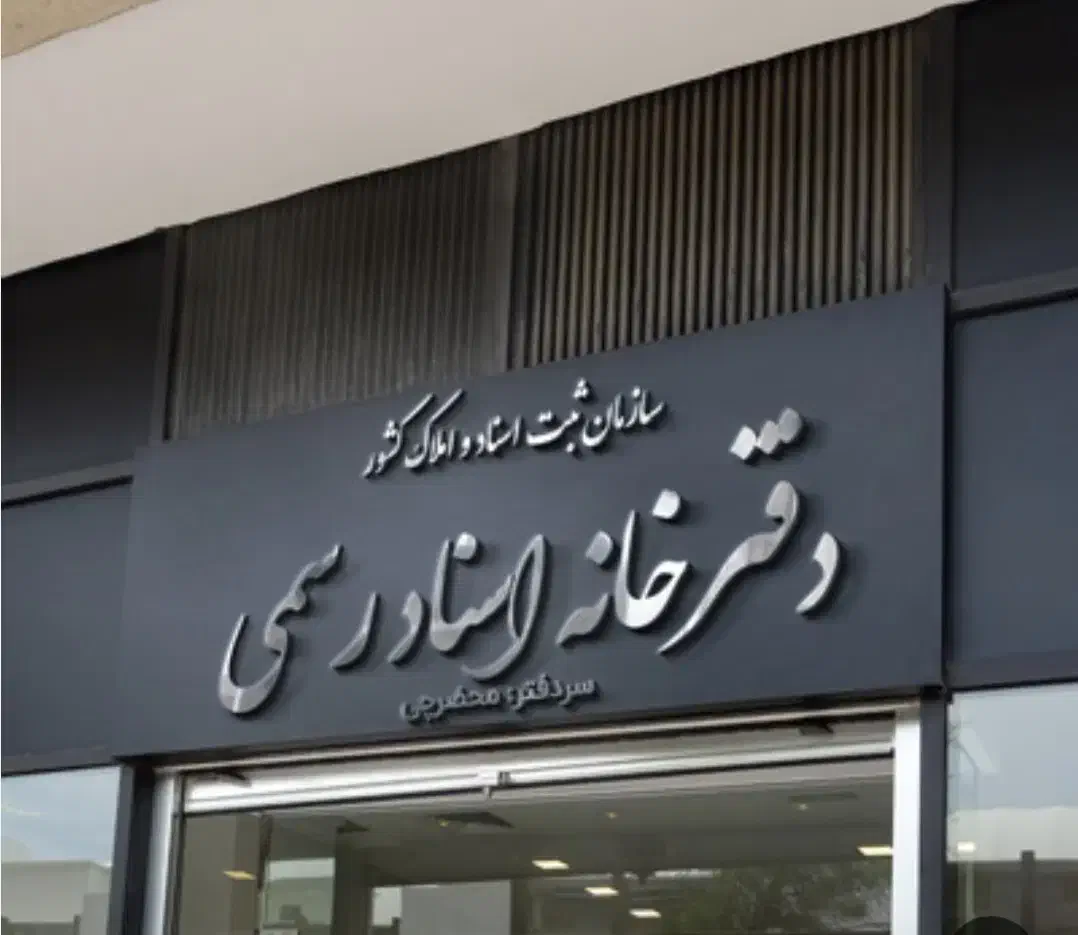 سازمان ثبت اسناد و املاک کشور
دفترخانه اسناد رسمی
سردفتر: محضرچی